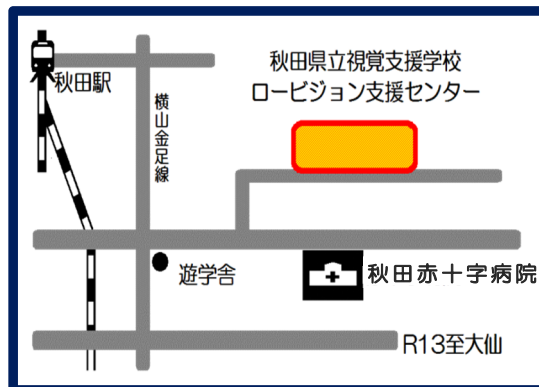 秋田県立視覚支援学校
ロービジョン支援センター
秋田駅
横山金足線
遊学舎
秋田赤十字病院
R13至大仙